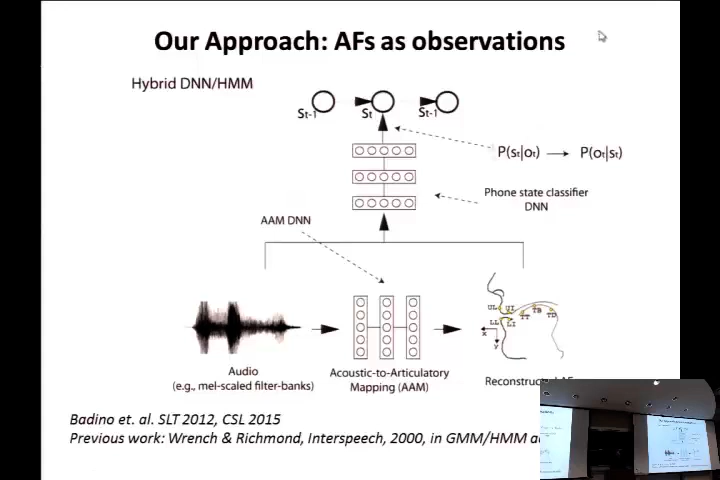 Our Approach: AFs as observations
Hybrid DNN/HMM
St-1
St
St-1
P(st|ot) → P(ot|st)
Phone state classifier
DNN
AAM DNN
UL
UI
TT
TB
TD
LL
LI
x
y
Audio
(e.g., mel-scaled filter-banks)
Acoustic-to-Articulatory
Mapping (AAM)
Badino et. al. SLT 2012, CSL 2015
Previous work: Wrench & Richmond, Interspeech, 2000, in GMM/HMM